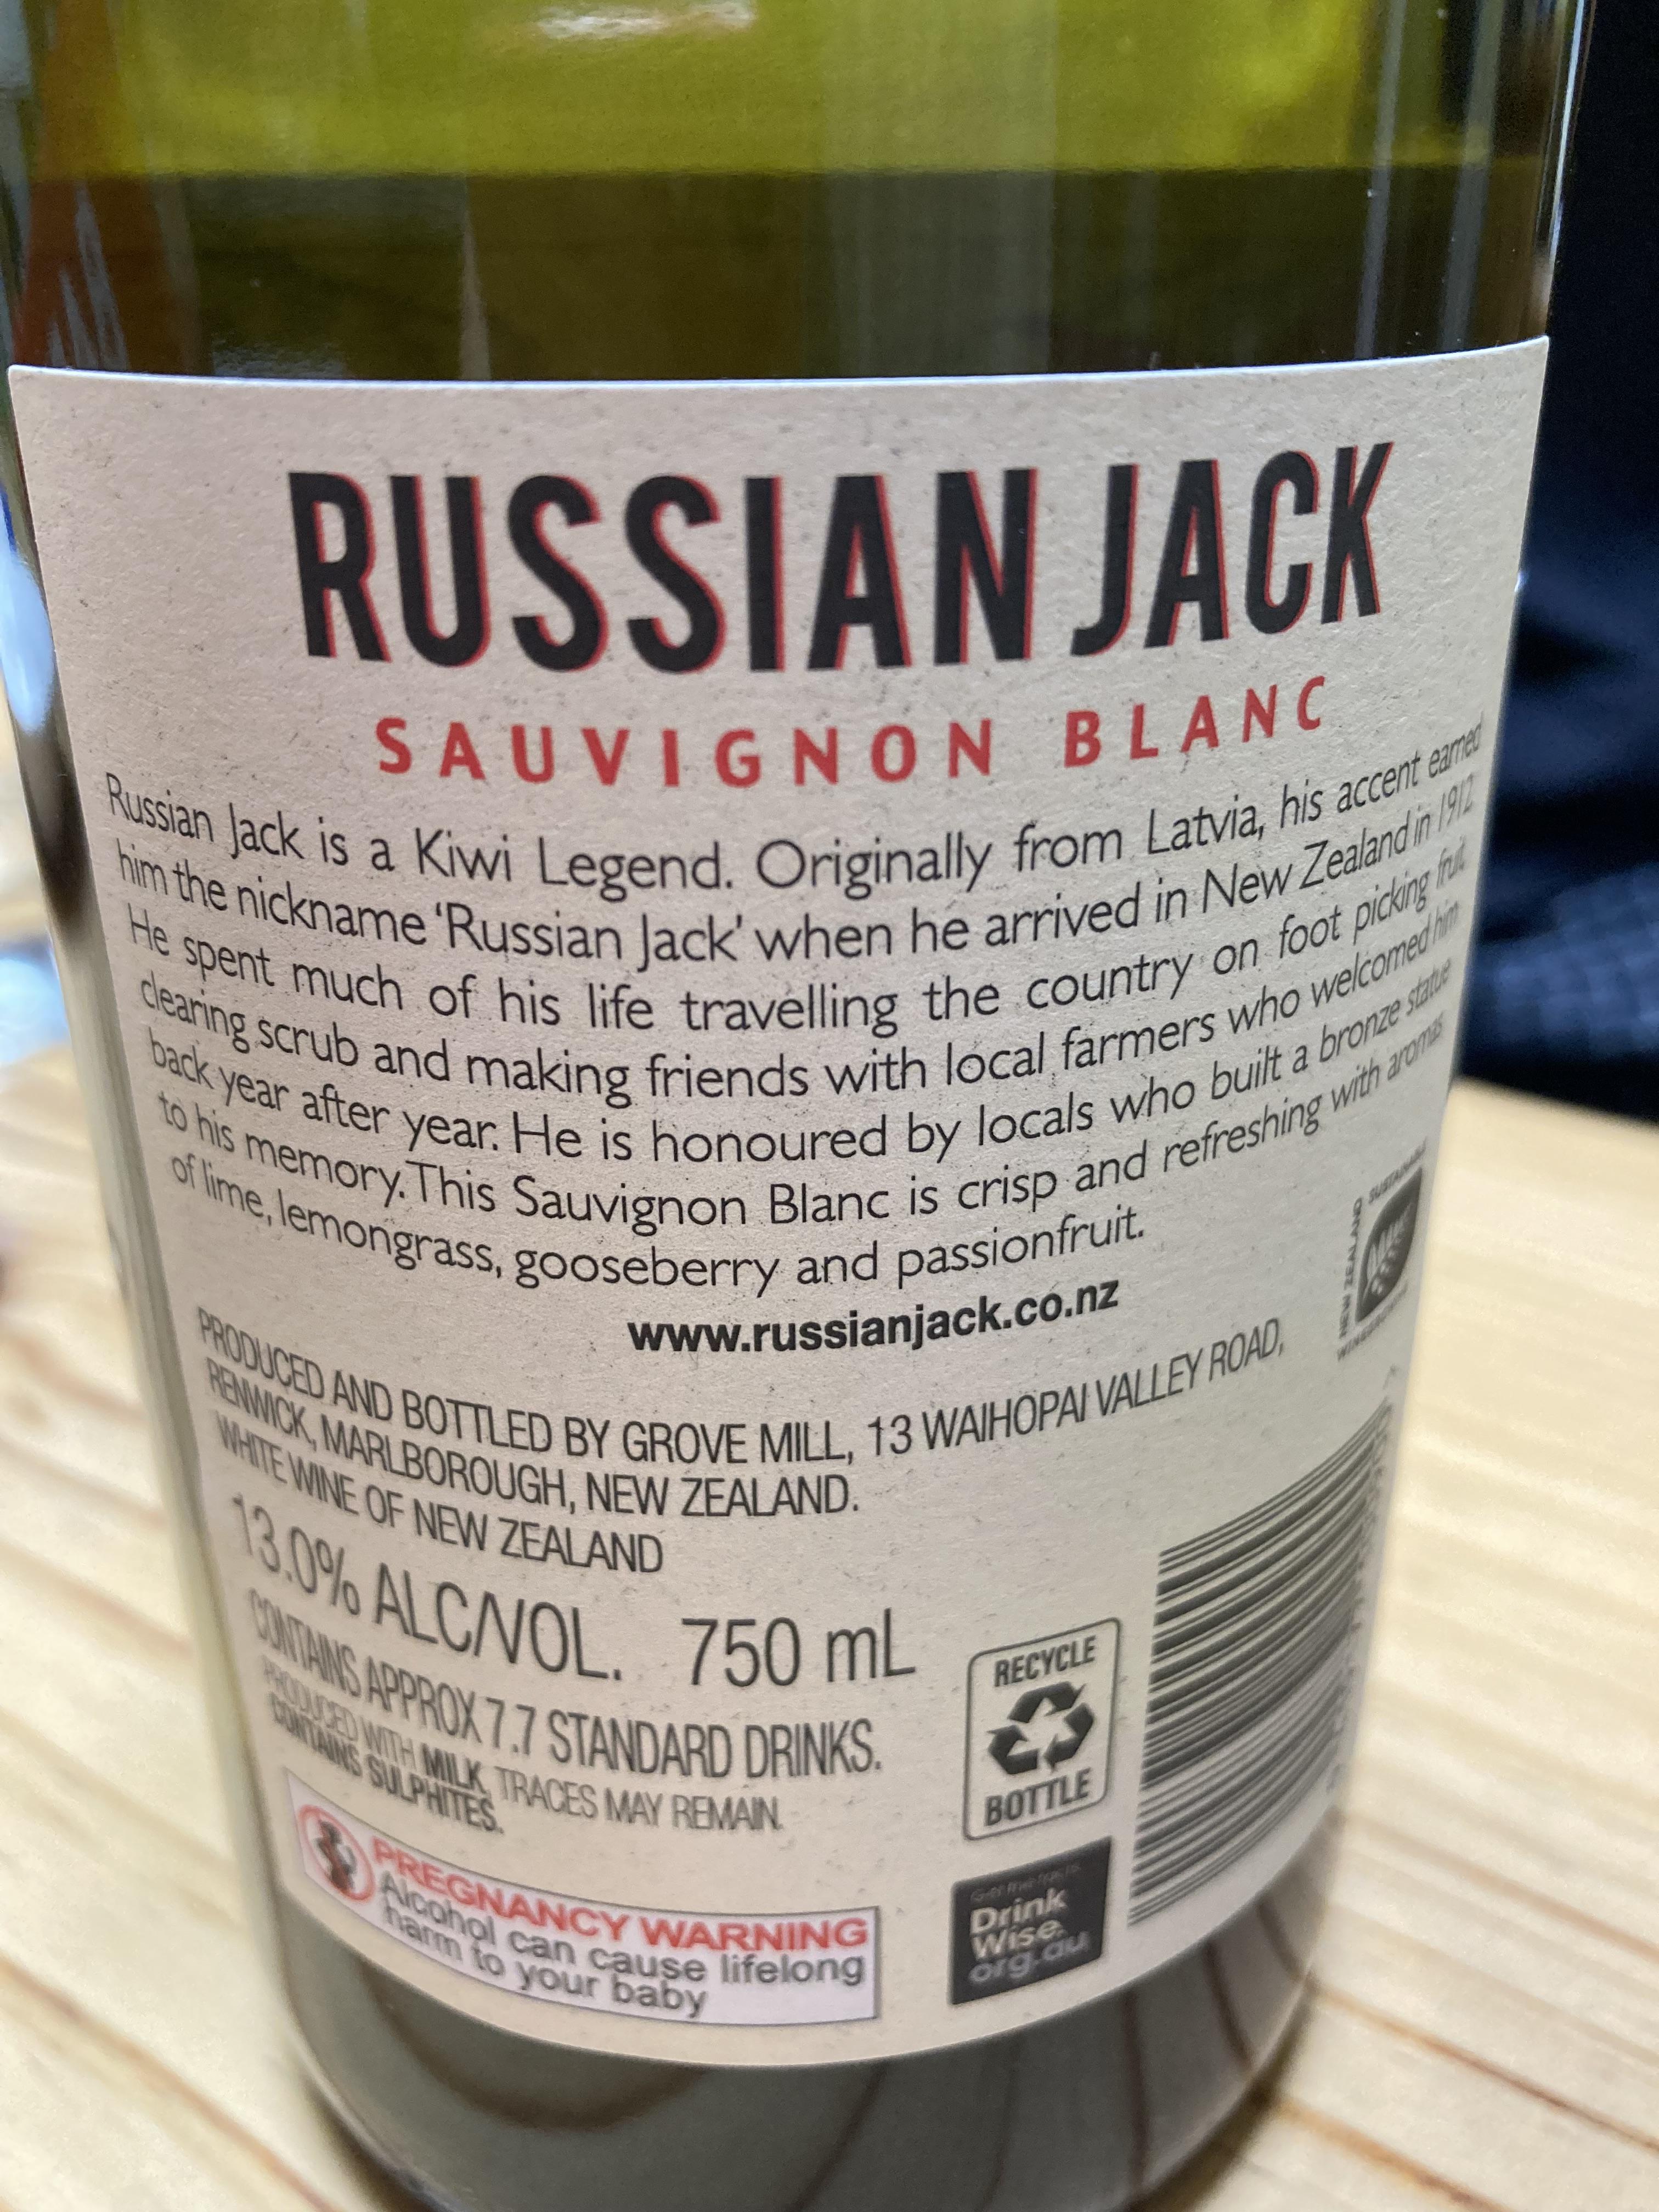 RUSSIAN JACK
SAUVIGNON BLANC
Russian Jack is a Kiwi Legend. Originally from Latvia, his accent earned
him the nickname ‘Russian Jack’ when he arrived in New Zealand in 1912
He spent much of his life travelling the country on foot picking fruit
clearing scrub and making friends with local farmers who welcomed him
back year after year. He is honoured by locals who built a bronze statue
to his memory. This Sauvignon Blanc is crisp and refreshing with aromas
of lime, lemongrass, gooseberry and passionfruit.
www.russianjack.co.nz
NEW ZEALAND
SUSTAINABLE
PRODUCED AND BOTTLED BY GROVE MILL, 13 WAIHOPAI VALLEY ROAD,
RENWICK, MARLBOROUGH, NEW ZEALAND.
WHITE WINE OF NEW ZEALAND
13.0% ALC/VOL. 750 mL
CONTAINS APPROX 7.7 STANDARD DRINKS.
PRODUCED WITH MILK, TRACES MAY REMAIN.
CONTAINS SULPHITES.
RECYCLE
BOTTLE
PREGNANCY WARNING
Alcohol can cause lifelong
harm to your baby
Get the facts
Drink
Wise.
org.au